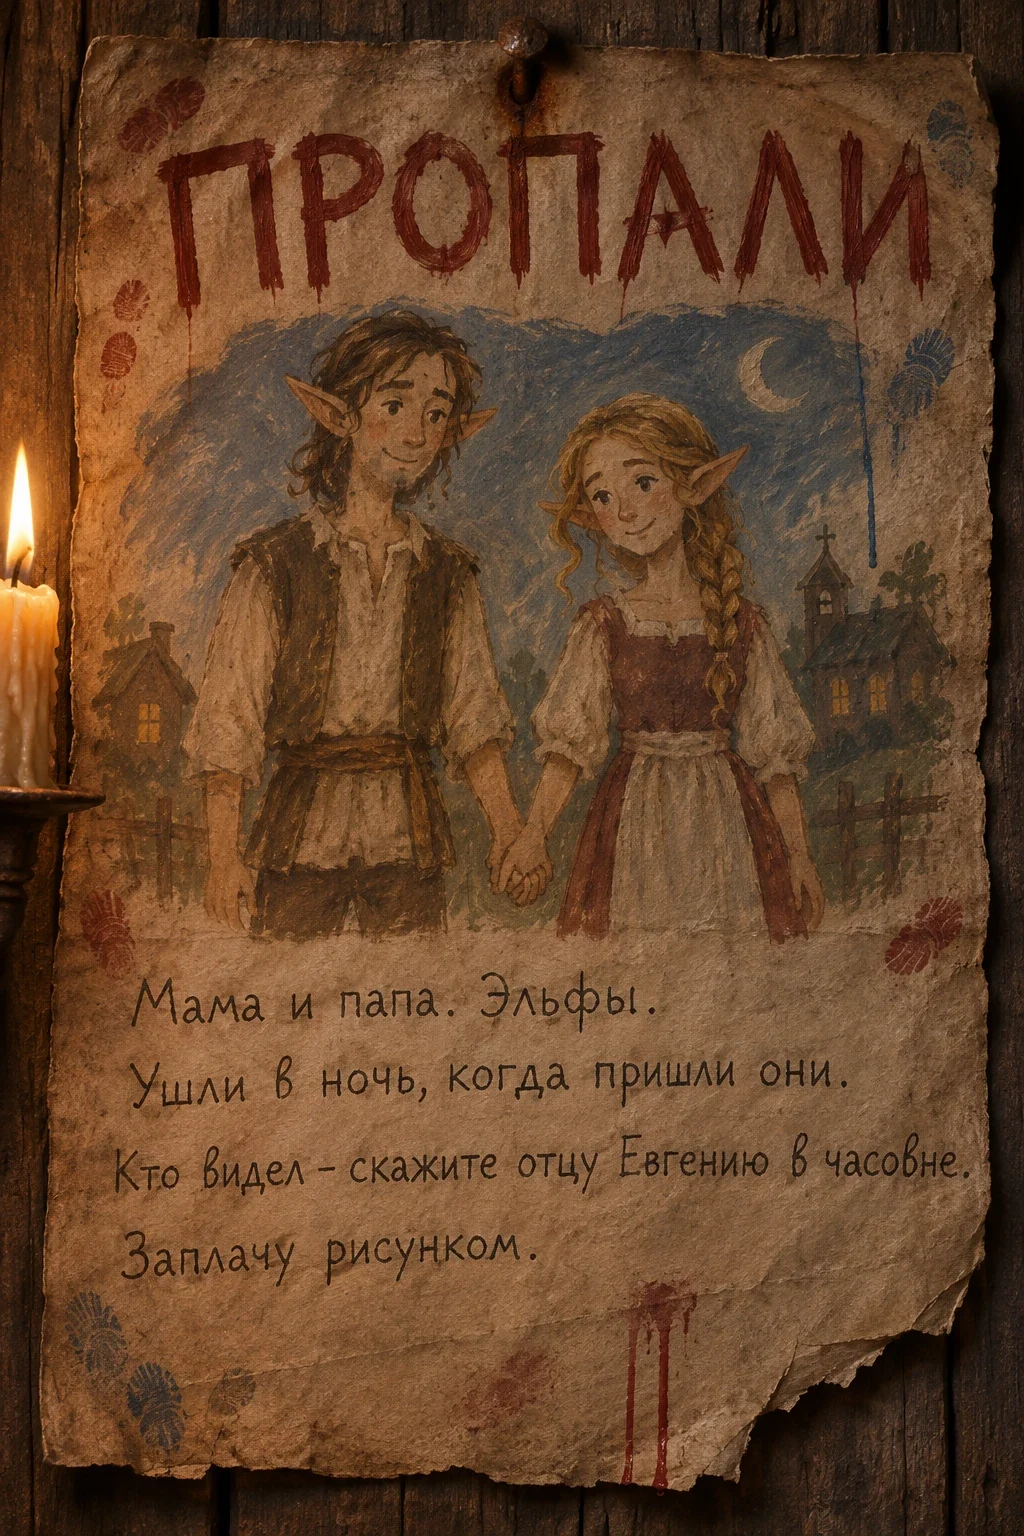 ПРОПАЛИ
Мама и папа. Эльфы.
Ушли в ночь, когда пришли они.
Кто видел – скажите отцу Евгению в часовне.
Заплачу рисунком.